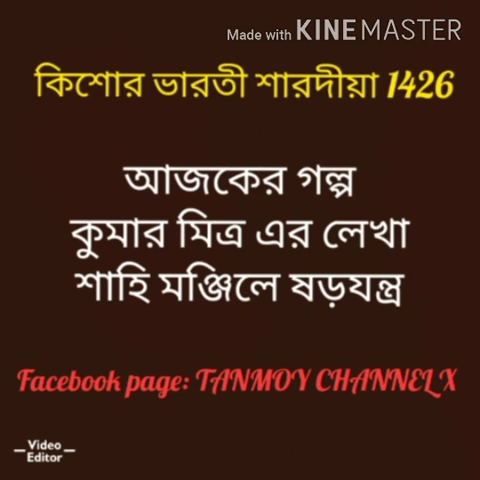 Made with KINEMASTER
কিশোর ভারতী শারদীয়া 1426
আজকের গল্প
কুমার মিত্র এর লেখা
শাহি মঞ্জিলে ষড়যন্ত্র
Facebook page: TANMOY CHANNEL X
Video
Editor